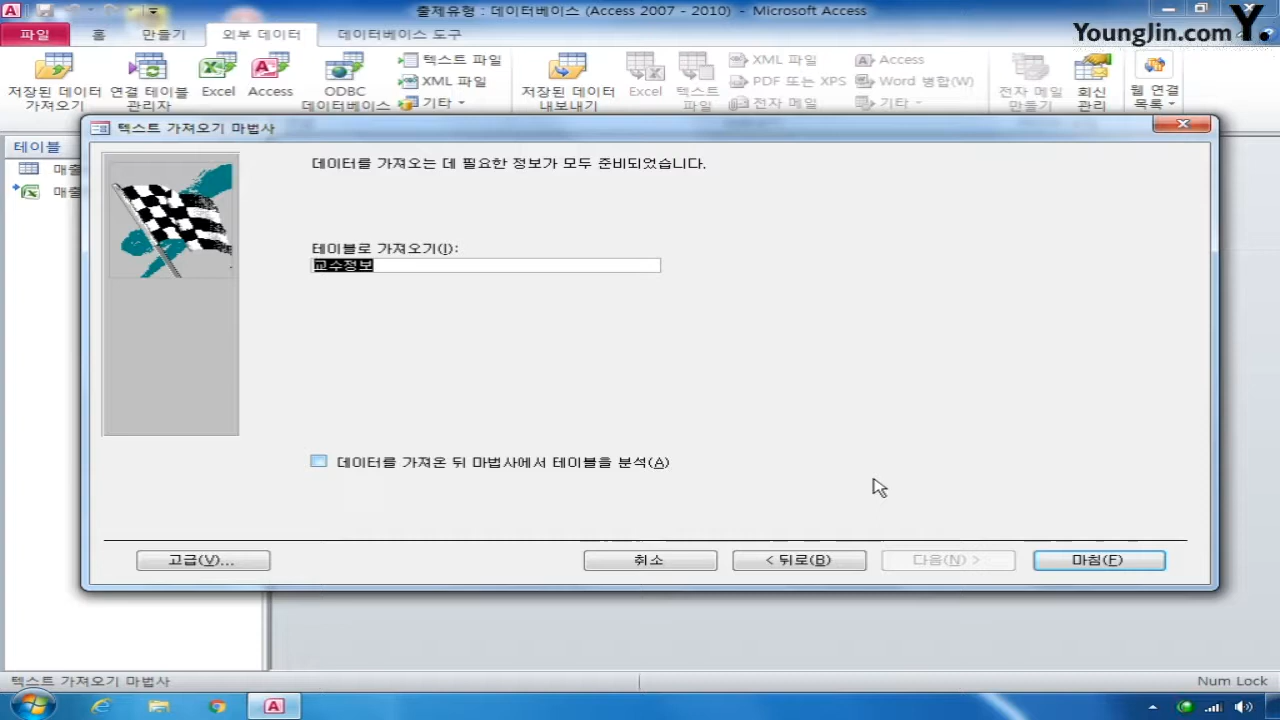 출제유형 : 데이터베이스 (Access 2007 - 2010) - Microsoft Access
파일 홈 만들기 외부 데이터 데이터베이스 도구
YoungJin.com Y.
저장된 데이터 가져오기
연결 테이블 관리자
Excel
Access
ODBC 데이터베이스
텍스트 파일
XML 파일
기타
저장된 데이터 내보내기
Excel
텍스트 파일
XML 파일
PDF 또는 XPS
전자 메일
Access
Word 병합(W)
기타
전자 메일 만들기
회신 관리
웹 연결 목록
테이블
매출
매출
텍스트 가져오기 마법사
데이터를 가져오는 데 필요한 정보가 모두 준비되었습니다.
테이블로 가져오기(I):
교수정보
데이터를 가져온 뒤 마법사에서 테이블을 분석(A)
고급(V)... 취소 < 뒤로(B) 다음(N) > 마침(F)
텍스트 가져오기 마법사
Num Lock